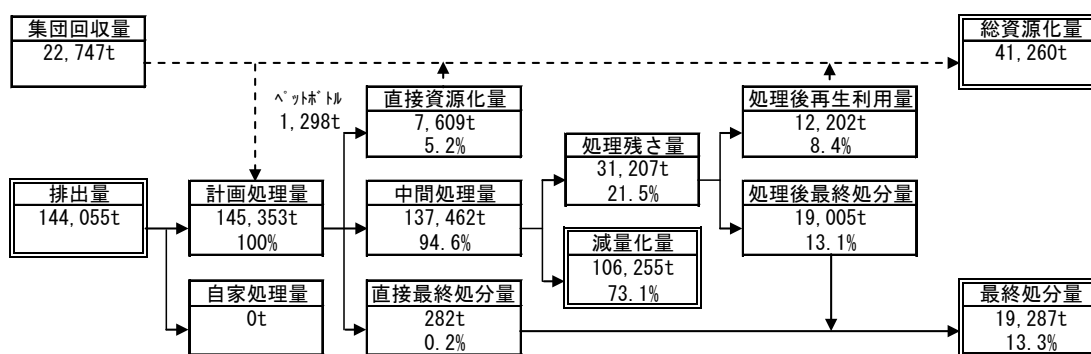 集団回収量
22,747t
総資源化量
41,260t
ペットボトル
1,298t
直接資源化量
7,609t
5.2%
処理後再生利用量
12,202t
8.4%
処理残さ量
31,207t
21.5%
排出量
144,055t
計画処理量
145,353t
100%
中間処理量
137,462t
94.6%
処理後最終処分量
19,005t
13.1%
減量化量
106,255t
73.1%
自家処理量
0t
直接最終処分量
282t
0.2%
最終処分量
19,287t
13.3%